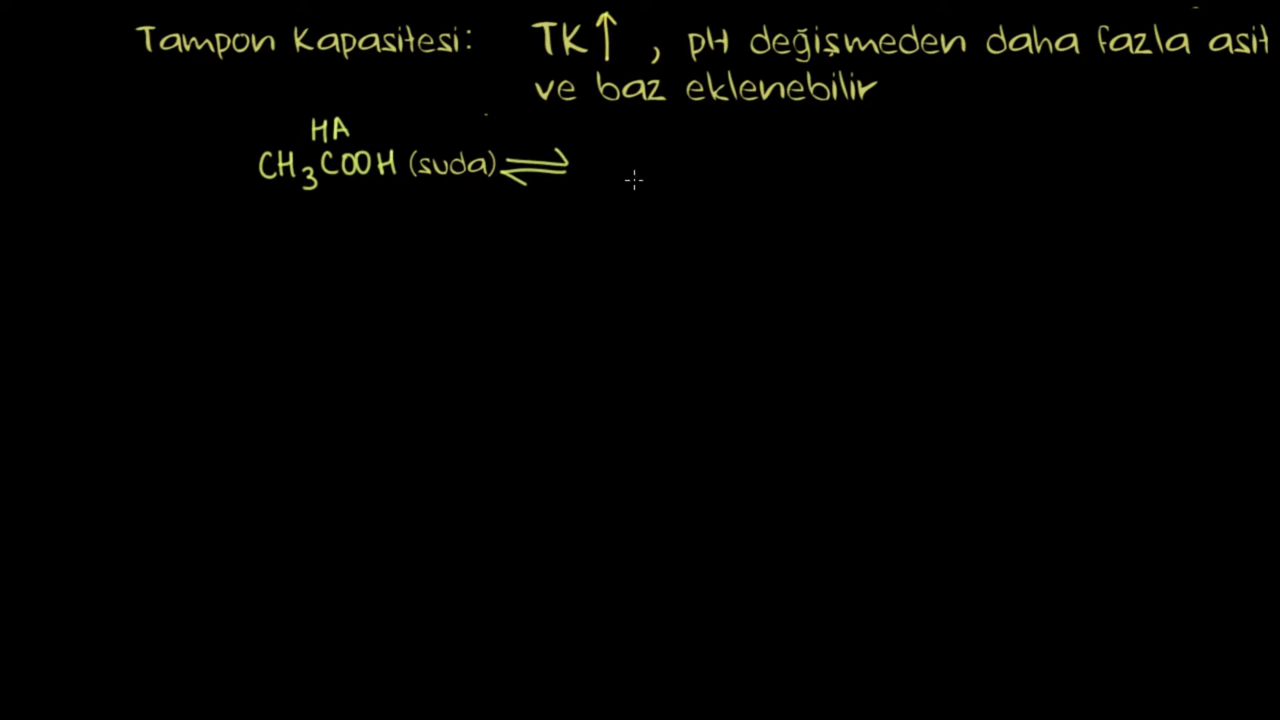 Tampon Kapasitesi: TK↑, pH değişmeden daha fazla asit
ve baz eklenebilir
HA
CH₃COOH (suda) ⇌